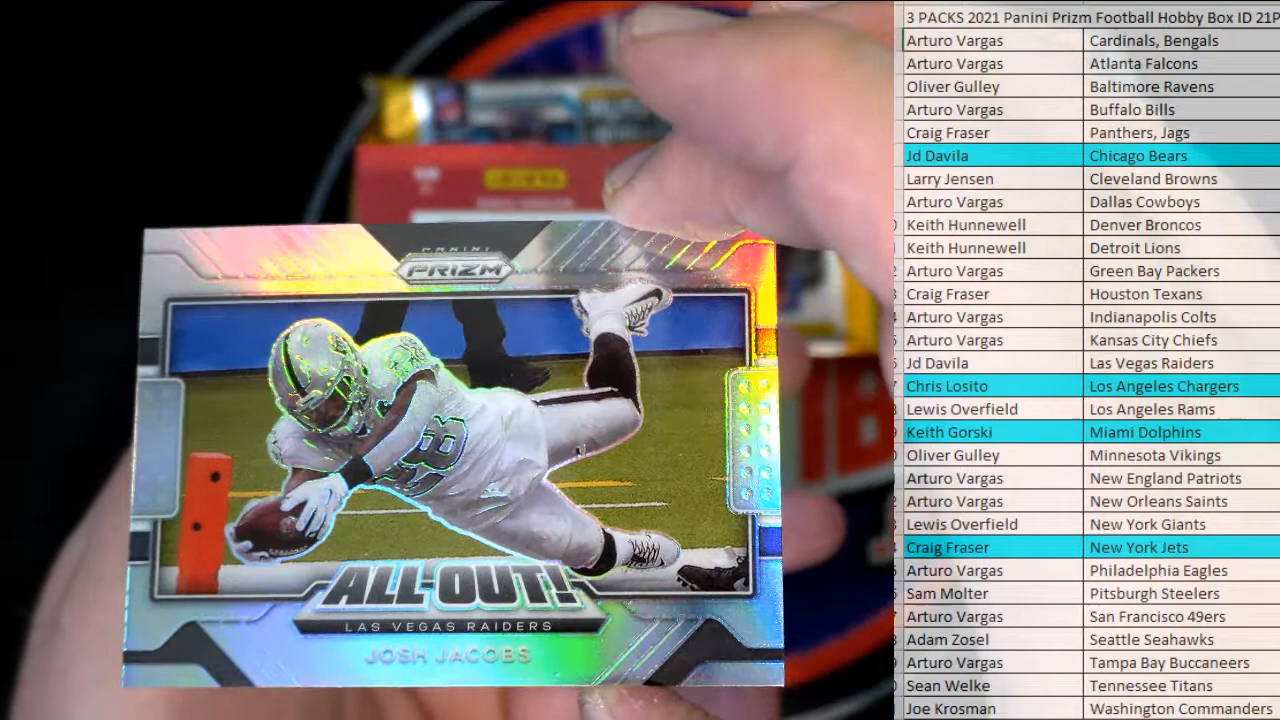 PANINI
PRIZM
28
ALL-OUT!
LAS VEGAS RAIDERS
JOSH JACOBS
3 PACKS 2021 Panini Prizm Football Hobby Box ID 21P
Arturo Vargas Cardinals, Bengals
Arturo Vargas Atlanta Falcons
Oliver Gulley Baltimore Ravens
Arturo Vargas Buffalo Bills
Craig Fraser Panthers, Jags
Jd Davila Chicago Bears
Larry Jensen Cleveland Browns
Arturo Vargas Dallas Cowboys
Keith Hunnewell Denver Broncos
Keith Hunnewell Detroit Lions
Arturo Vargas Green Bay Packers
Craig Fraser Houston Texans
Arturo Vargas Indianapolis Colts
Arturo Vargas Kansas City Chiefs
Jd Davila Las Vegas Raiders
Chris Losito Los Angeles Chargers
Lewis Overfield Los Angeles Rams
Keith Gorski Miami Dolphins
Oliver Gulley Minnesota Vikings
Arturo Vargas New England Patriots
Arturo Vargas New Orleans Saints
Lewis Overfield New York Giants
Craig Fraser New York Jets
Arturo Vargas Philadelphia Eagles
Sam Molter Pitsburgh Steelers
Arturo Vargas San Francisco 49ers
Adam Zosel Seattle Seahawks
Arturo Vargas Tampa Bay Buccaneers
Sean Welke Tennessee Titans
Joe Krosman Washington Commanders